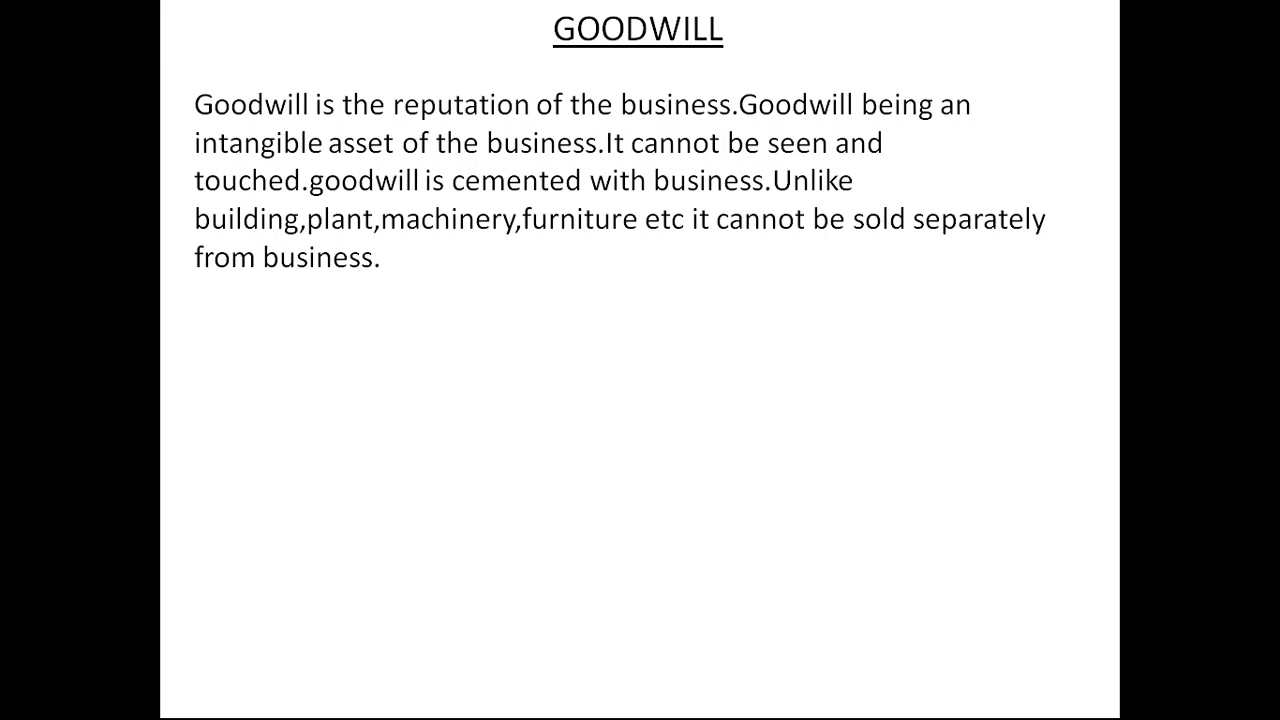 GOODWILL
Goodwill is the reputation of the business.Goodwill being an
intangible asset of the business.It cannot be seen and
touched.goodwill is cemented with business.Unlike
building,plant,machinery,furniture etc it cannot be sold separately
from business.